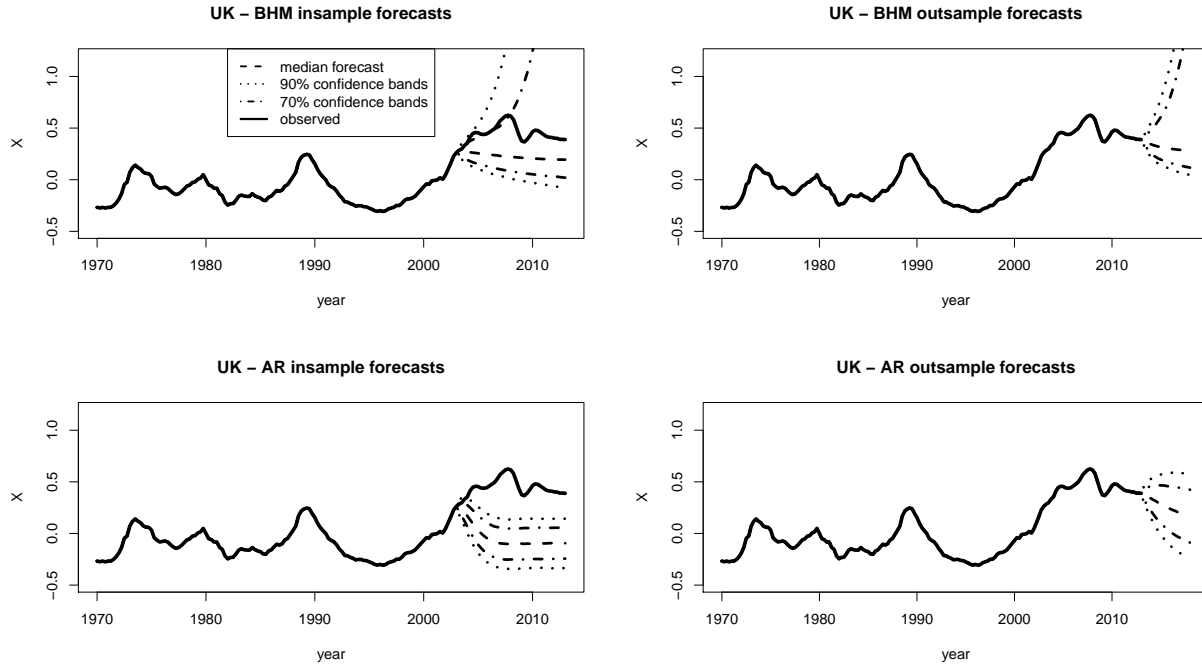 UK − BHM insample forecasts
X
1.0
0.5
0.0
−0.5
median forecast
90% confidence bands
70% confidence bands
observed
1970 1980 1990 2000 2010
year
UK − BHM outsample forecasts
X
1.0
0.5
0.0
−0.5
1970 1980 1990 2000 2010
year
UK − AR insample forecasts
X
1.0
0.5
0.0
−0.5
1970 1980 1990 2000 2010
year
UK − AR outsample forecasts
X
1.0
0.5
0.0
−0.5
1970 1980 1990 2000 2010
year